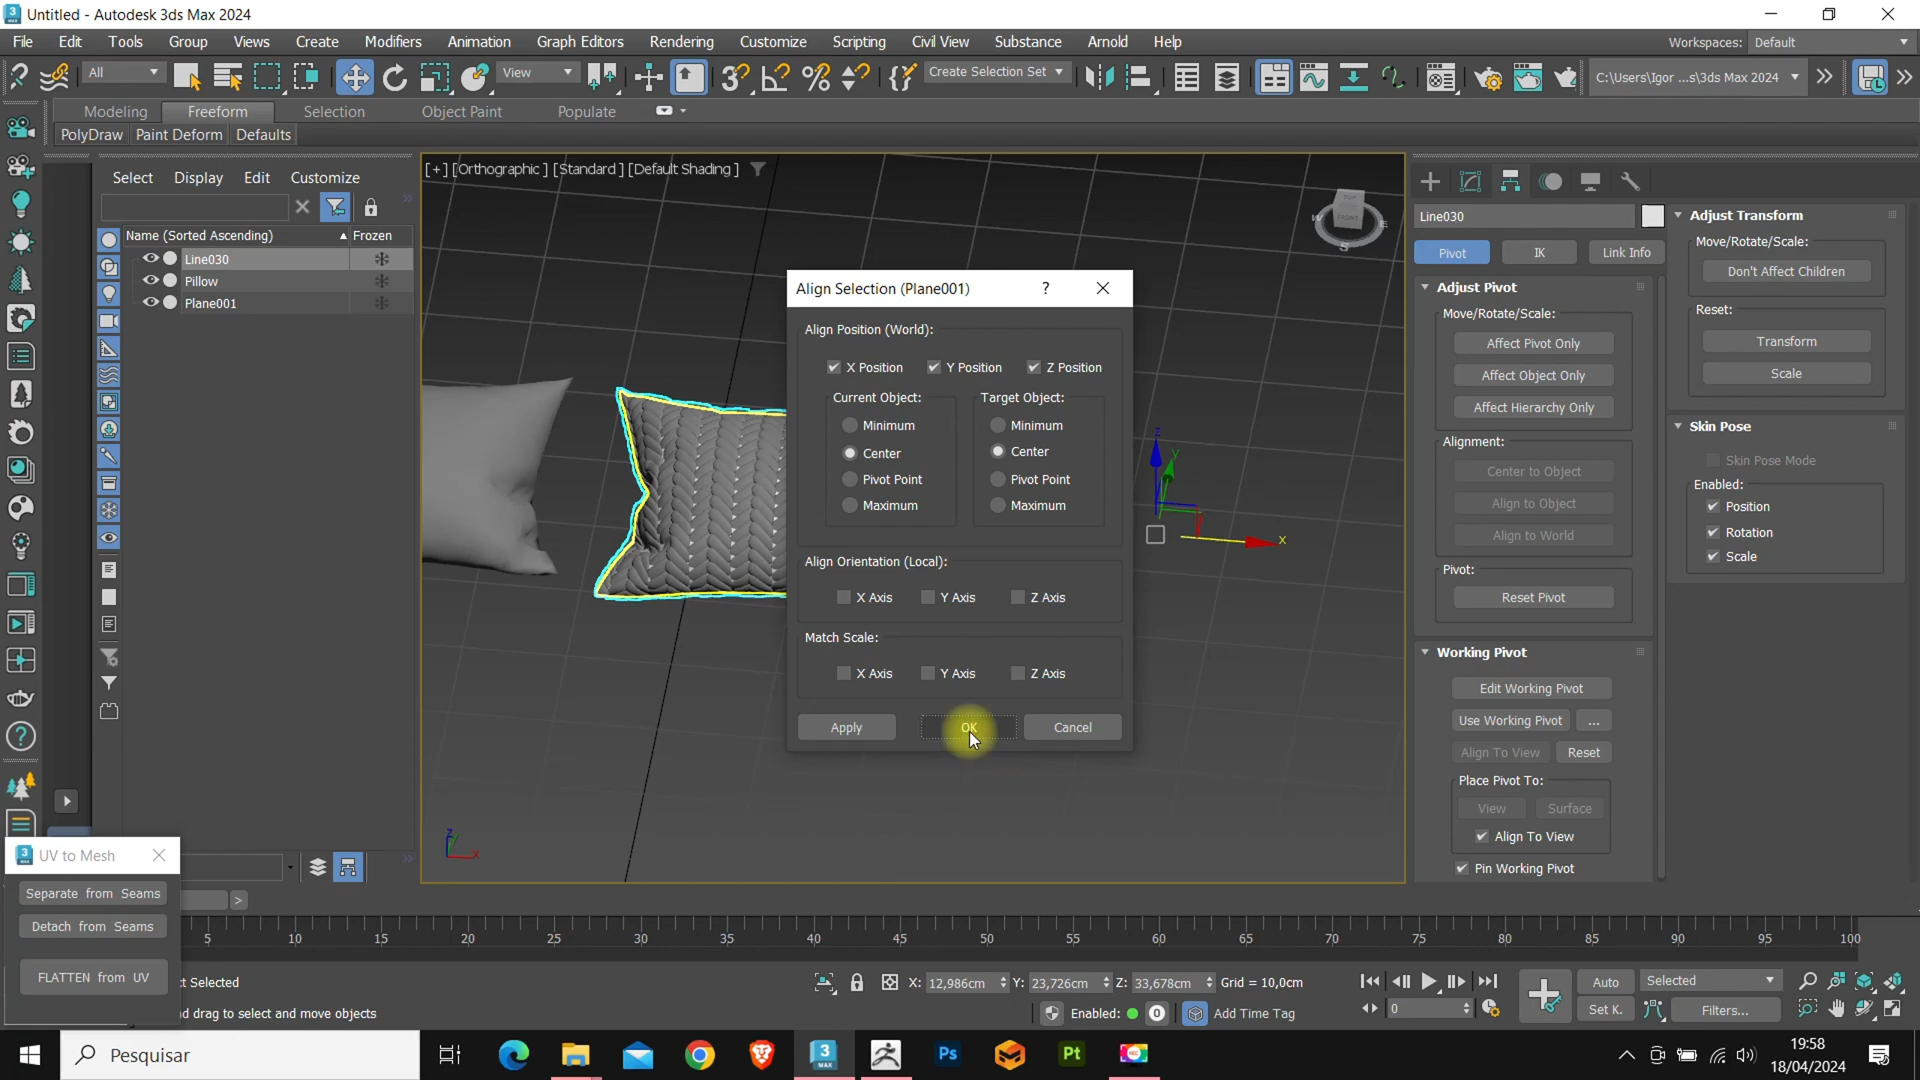 Untitled - Autodesk 3ds Max 2024
File Edit Tools Group Views Create Modifiers Animation Graph Editors Rendering Customize Scripting Civil View Substance Arnold Help Workspaces: Default
All View Create Selection Set C:\Users\Igor ...s\3ds Max 2024
Modeling Freeform Selection Object Paint Populate
PolyDraw Paint Deform Defaults
Select Display Edit Customize
Name (Sorted Ascending) Frozen
Line030
Pillow
Plane001
[+] [Orthographic ] [Standard ] [Default Shading ]
TOP
FRONT
W
E
S
Align Selection (Plane001) ?
Align Position (World):
X Position Y Position Z Position
Current Object: Target Object:
Minimum Minimum
Center Center
Pivot Point Pivot Point
Maximum Maximum
Align Orientation (Local):
X Axis Y Axis Z Axis
Match Scale:
X Axis Y Axis Z Axis
Apply OK Cancel
z
y
x
z
x
Line030
Pivot IK Link Info
Adjust Pivot
Move/Rotate/Scale:
Affect Pivot Only
Affect Object Only
Affect Hierarchy Only
Alignment:
Center to Object
Align to Object
Align to World
Pivot:
Reset Pivot
Working Pivot
Edit Working Pivot
Use Working Pivot ...
Align To View Reset
Place Pivot To:
View Surface
Align To View
Pin Working Pivot
Adjust Transform
Move/Rotate/Scale:
Don't Affect Children
Reset:
Transform
Scale
Skin Pose
Skin Pose Mode
Enabled:
Position
Rotation
Scale
UV to Mesh
Separate from Seams
Detach from Seams
FLATTEN from UV
>
5 10 15 20 25 30 35 40 45 50 55 60 65 70 75 80 85 90 95 100
ct Selected
nd drag to select and move objects
X: 12,986cm Y: 23,726cm Z: 33,678cm Grid = 10,0cm
Enabled: 0 Add Time Tag
0
Auto Selected
Set K. Filters...
Pesquisar
3 MAX Ps Pt
19:58
18/04/2024